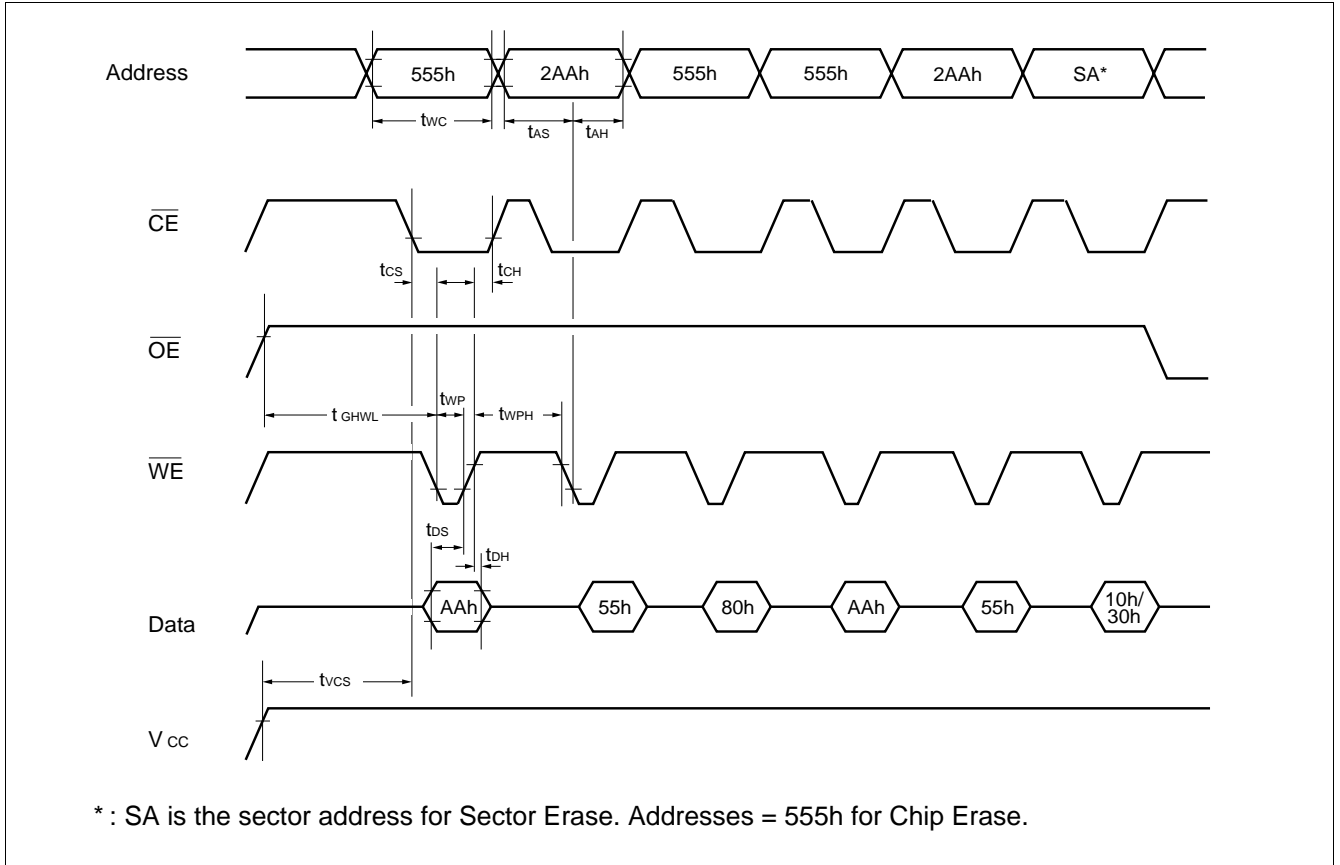 Address 555h 2AAh 555h 555h 2AAh SA*
tWC tAS tAH
CE
tCS tCH
OE
tGHWL tWP tWPH
WE
tDS tDH
Data AAh 55h 80h AAh 55h 10h/
30h
tVCS
VCC
* : SA is the sector address for Sector Erase. Addresses = 555h for Chip Erase.